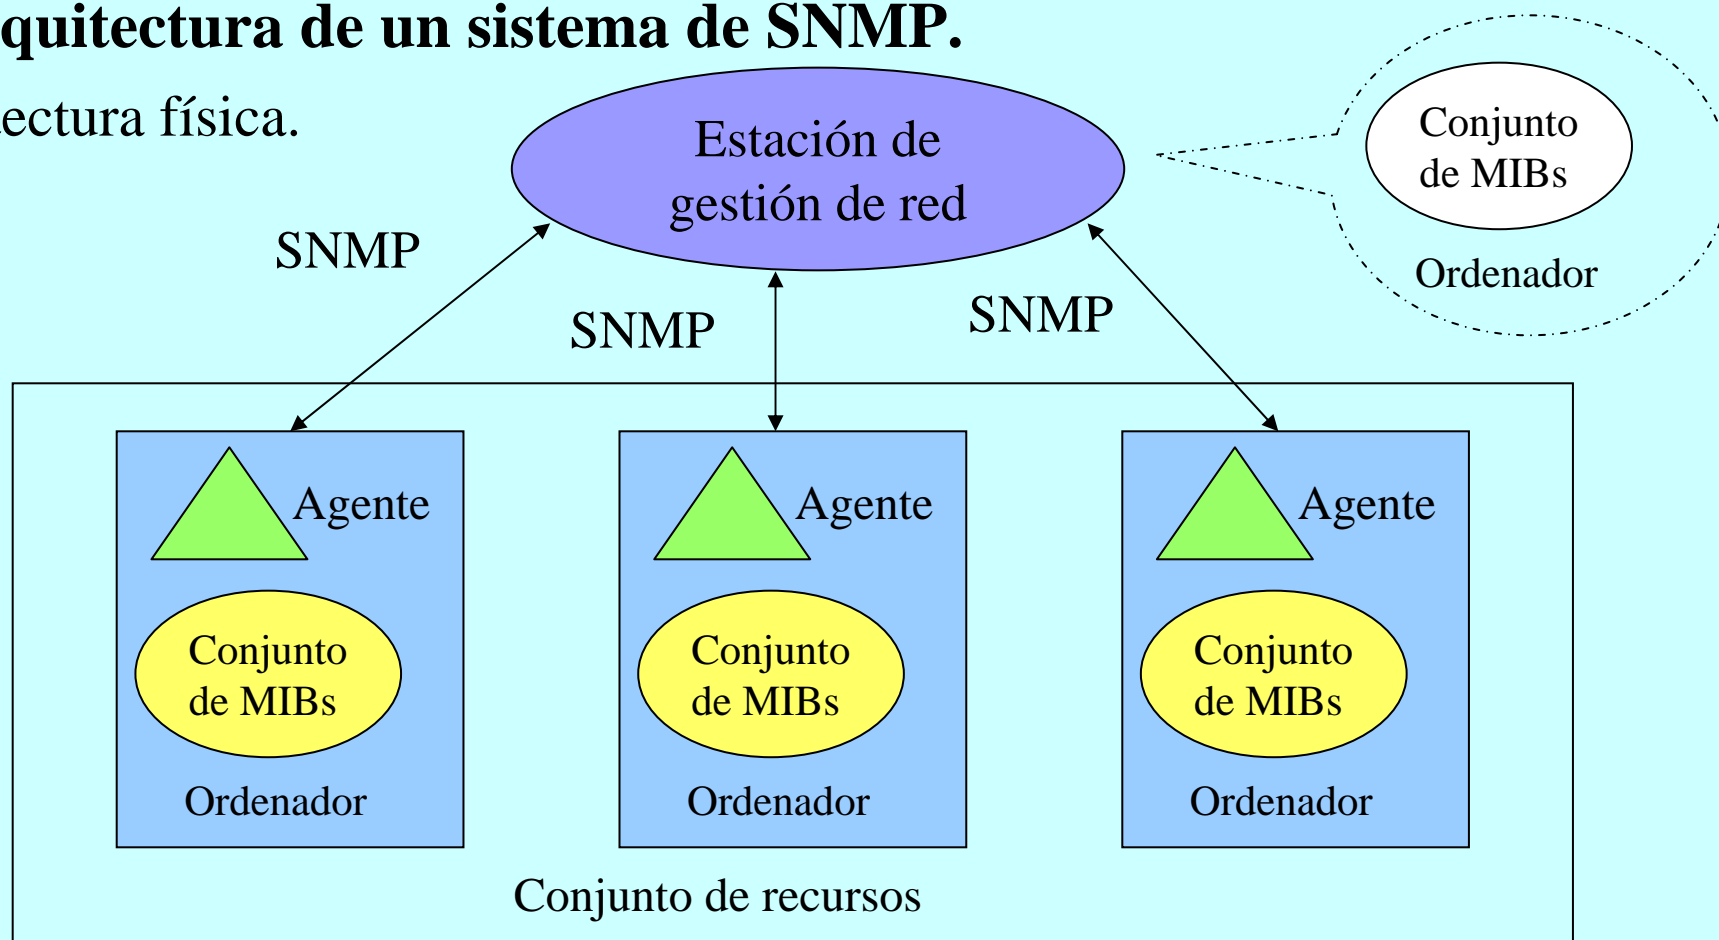 quitectura de un sistema de SNMP.
ectura física.
Estación de
gestión de red
Conjunto
de MIBs
Ordenador
SNMP
SNMP
SNMP
Agente
Conjunto
de MIBs
Ordenador
Agente
Conjunto
de MIBs
Ordenador
Agente
Conjunto
de MIBs
Ordenador
Conjunto de recursos